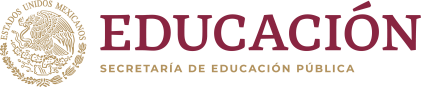 ESTADOS UNIDOS MEXICANOS
EDUCACIÓN
SECRETARÍA DE EDUCACIÓN PÚBLICA